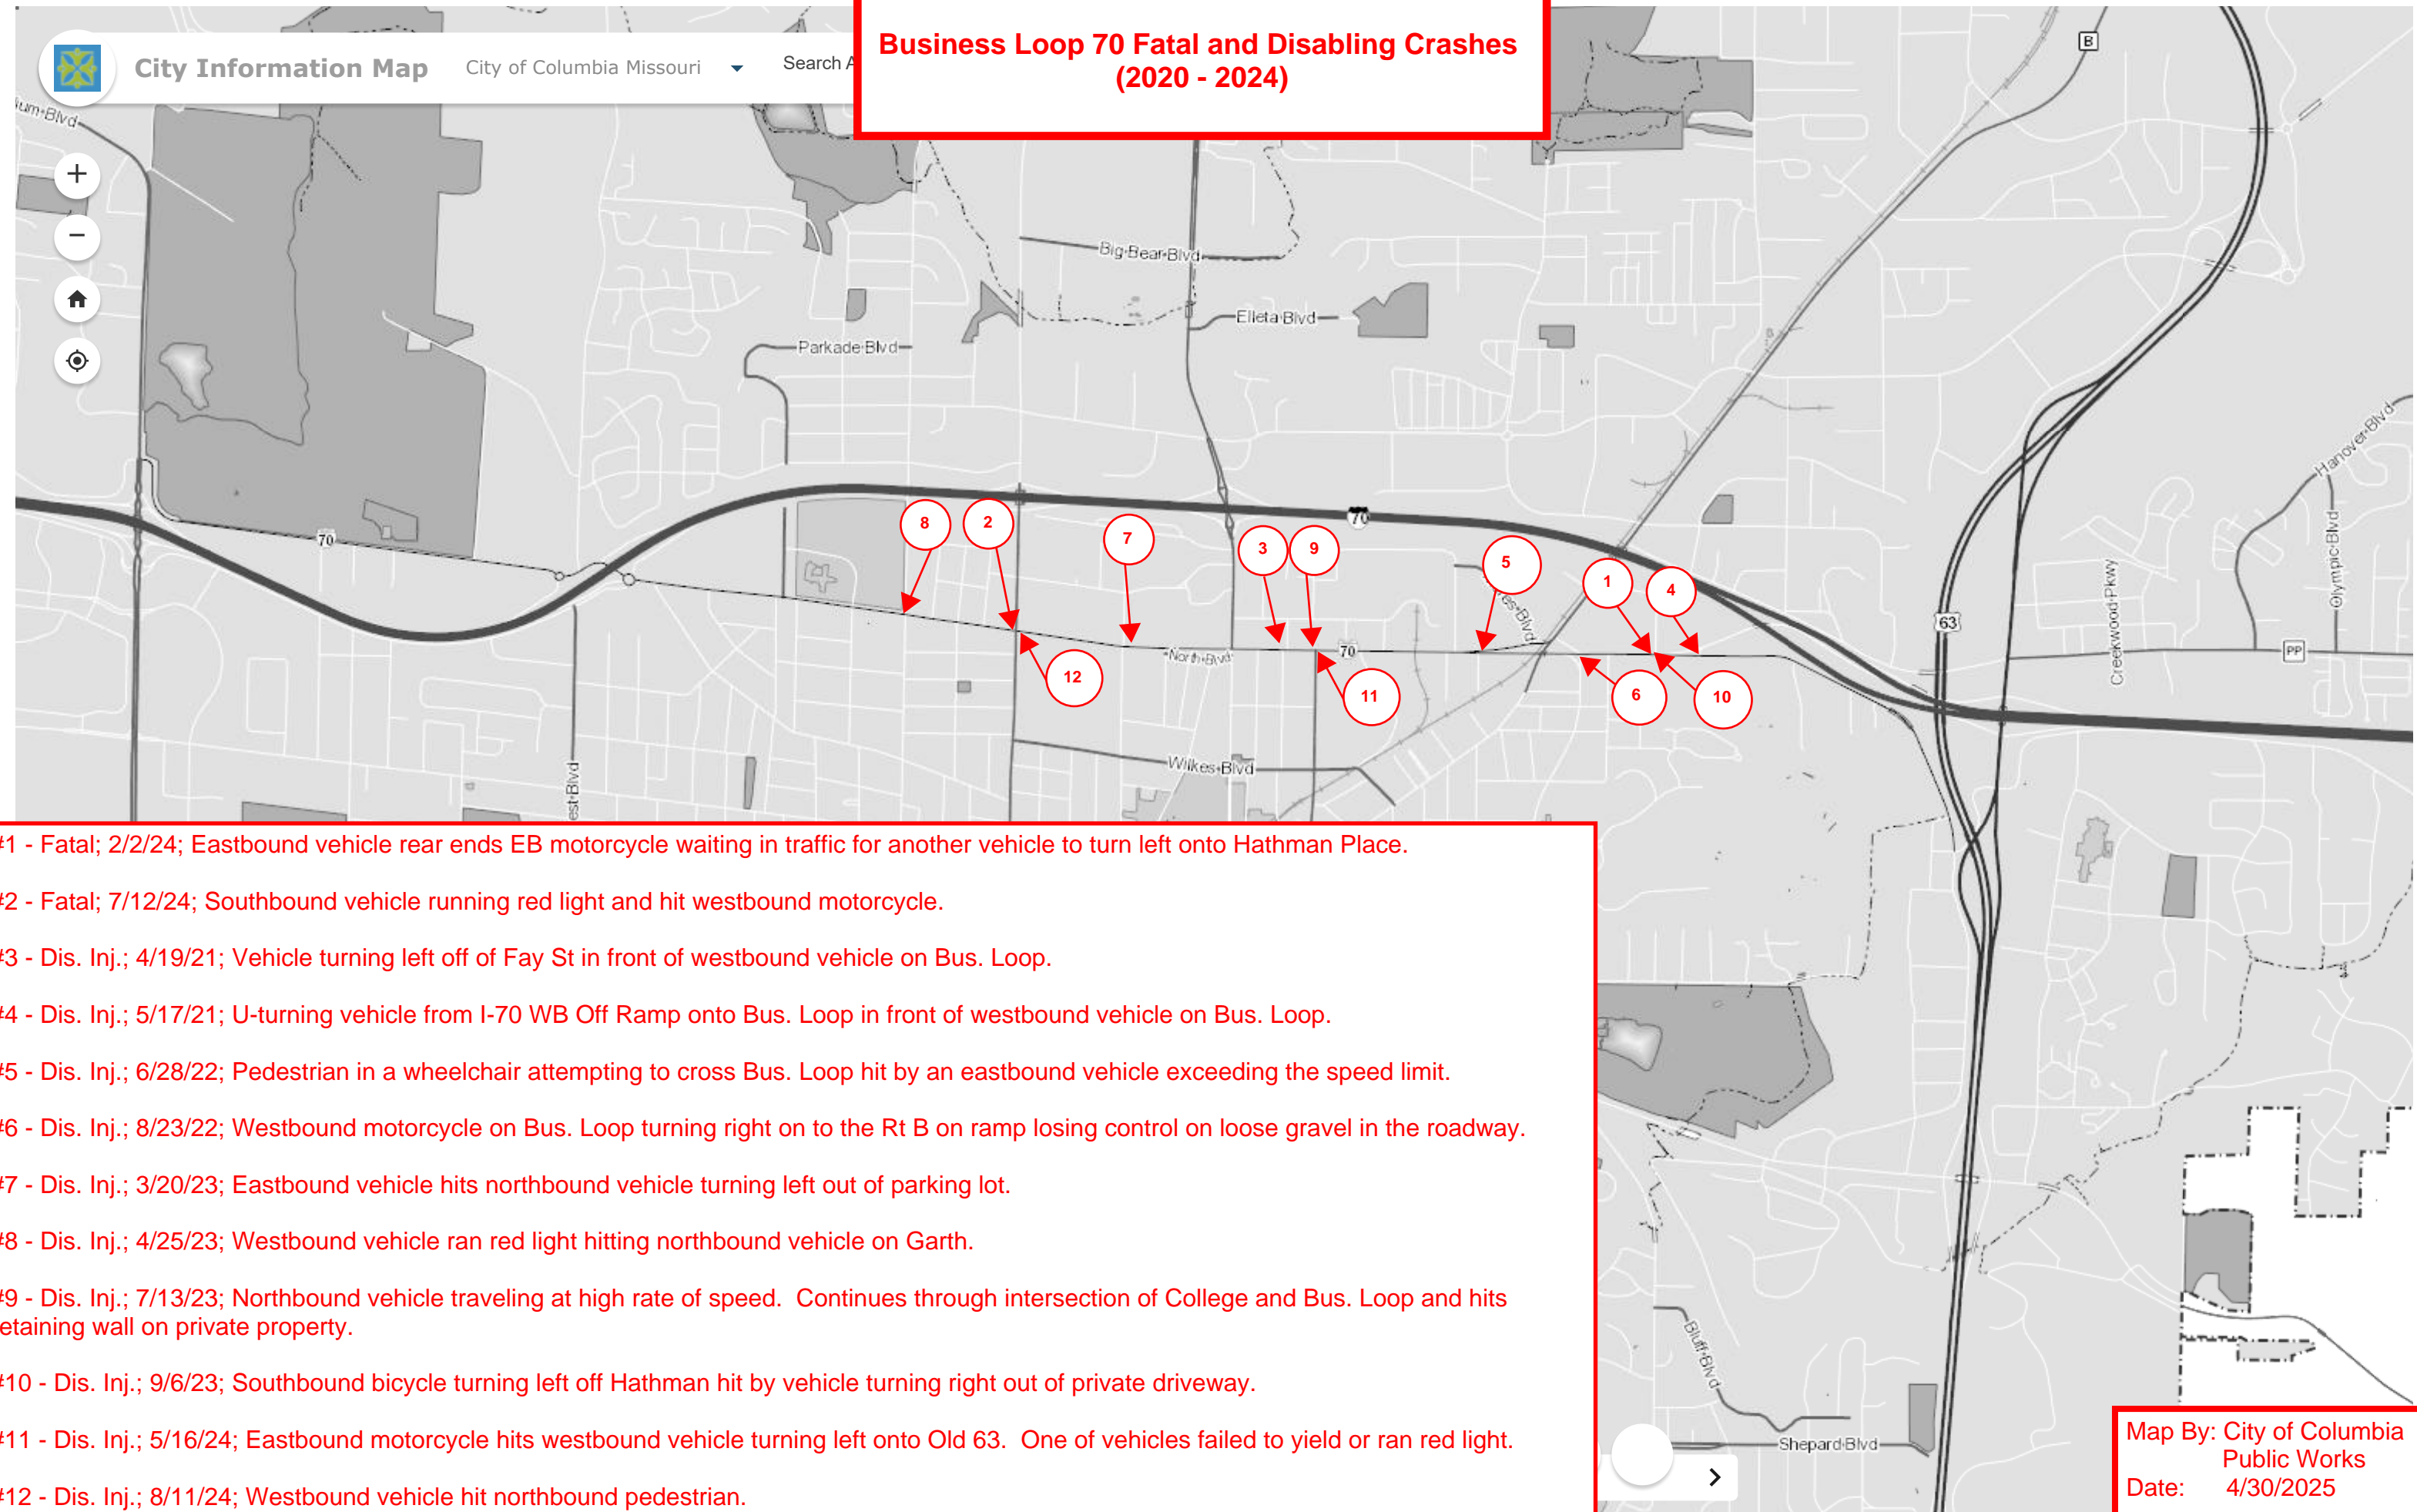 Business Loop 70 Fatal and Disabling Crashes
(2020 - 2024)
City Information Map
City of Columbia Missouri
Search A
B
Big Bear Blvd
Elleta Blvd
Parkade Blvd
Hanover Blvd
Olympic Blvd
Creekwood Pkwy
70
70
70
63
PP
8
2
7
3
9
5
1
4
12
11
6
10
North Blvd
Wilkes Blvd
est Blvd
#1 - Fatal; 2/2/24; Eastbound vehicle rear ends EB motorcycle waiting in traffic for another vehicle to turn left onto Hathman Place.
#2 - Fatal; 7/12/24; Southbound vehicle running red light and hit westbound motorcycle.
#3 - Dis. Inj.; 4/19/21; Vehicle turning left off of Fay St in front of westbound vehicle on Bus. Loop.
#4 - Dis. Inj.; 5/17/21; U-turning vehicle from I-70 WB Off Ramp onto Bus. Loop in front of westbound vehicle on Bus. Loop.
#5 - Dis. Inj.; 6/28/22; Pedestrian in a wheelchair attempting to cross Bus. Loop hit by an eastbound vehicle exceeding the speed limit.
#6 - Dis. Inj.; 8/23/22; Westbound motorcycle on Bus. Loop turning right on to the Rt B on ramp losing control on loose gravel in the roadway.
#7 - Dis. Inj.; 3/20/23; Eastbound vehicle hits northbound vehicle turning left out of parking lot.
#8 - Dis. Inj.; 4/25/23; Westbound vehicle ran red light hitting northbound vehicle on Garth.
#9 - Dis. Inj.; 7/13/23; Northbound vehicle traveling at high rate of speed.  Continues through intersection of College and Bus. Loop and hits
etaining wall on private property.
#10 - Dis. Inj.; 9/6/23; Southbound bicycle turning left off Hathman hit by vehicle turning right out of private driveway.
#11 - Dis. Inj.; 5/16/24; Eastbound motorcycle hits westbound vehicle turning left onto Old 63.  One of vehicles failed to yield or ran red light.
#12 - Dis. Inj.; 8/11/24; Westbound vehicle hit northbound pedestrian.
Bluff Blvd
Shepard Blvd
Map By: City of Columbia
Public Works
Date: 4/30/2025